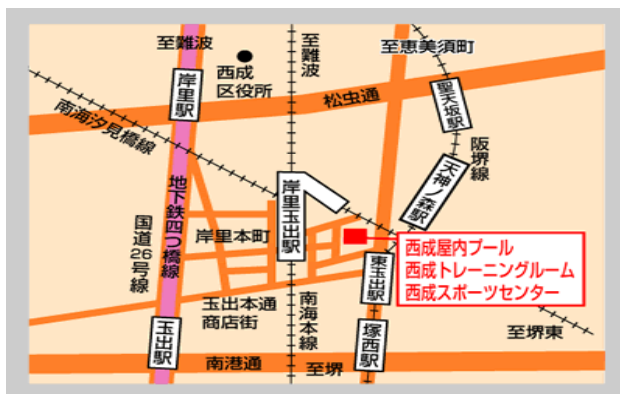 至難波
西成
区役所
至難波
至恵美須町
岸里駅
松虫通
聖天坂駅
南海汐見橋線
阪堺線
天神ノ森駅
地下鉄四つ橋線
国道26号線
岸里玉出駅
岸里本町
西成屋内プール
西成トレーニングルーム
西成スポーツセンター
東玉出駅
玉出本通
商店街
南海本線
塚西駅
至堺東
玉出駅
南港通
至堺